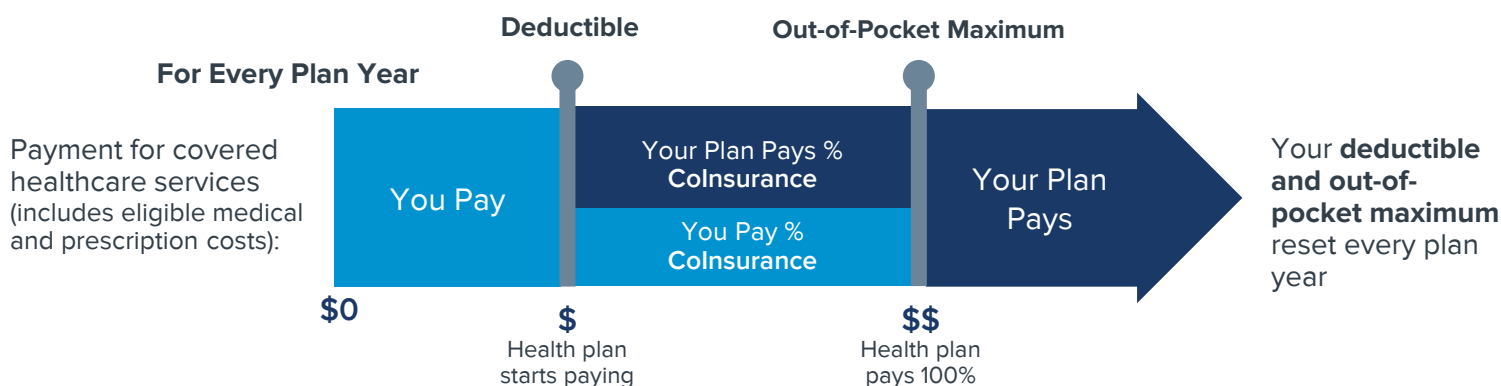 Deductible
Out-of-Pocket Maximum
For Every Plan Year
Payment for covered
healthcare services
(includes eligible medical
and prescription costs):
You Pay
Your Plan Pays %
CoInsurance
You Pay %
CoInsurance
Your Plan
Pays
Your deductible
and out-of-
pocket maximum
reset every plan
year
$0
$
Health plan
starts paying
$$
Health plan
pays 100%